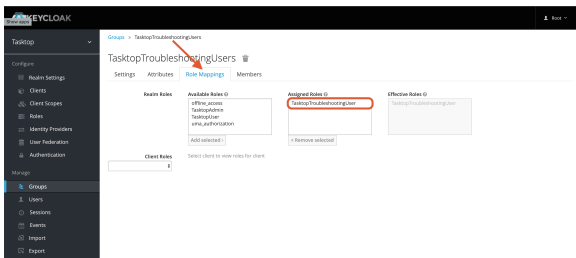 Show apps
KEYCLOAK
Root
Tasktop
Configure
Realm Settings
Clients
Client Scopes
Roles
Identity Providers
User Federation
Authentication
Manage
Groups
Users
Sessions
Events
Import
Export
Groups > TasktopTroubleshootingUsers
TasktopTroubleshootingUsers
Settings Attributes Role Mappings Members
Realm Roles
Available Roles
offline_access
TasktopAdmin
TasktopUser
uma_authorization
Add selected ›
Assigned Roles
TasktopTroubleshootingUser
« Remove selected
Effective Roles
TasktopTroubleshootingUser
Client Roles
Select client to view roles for client